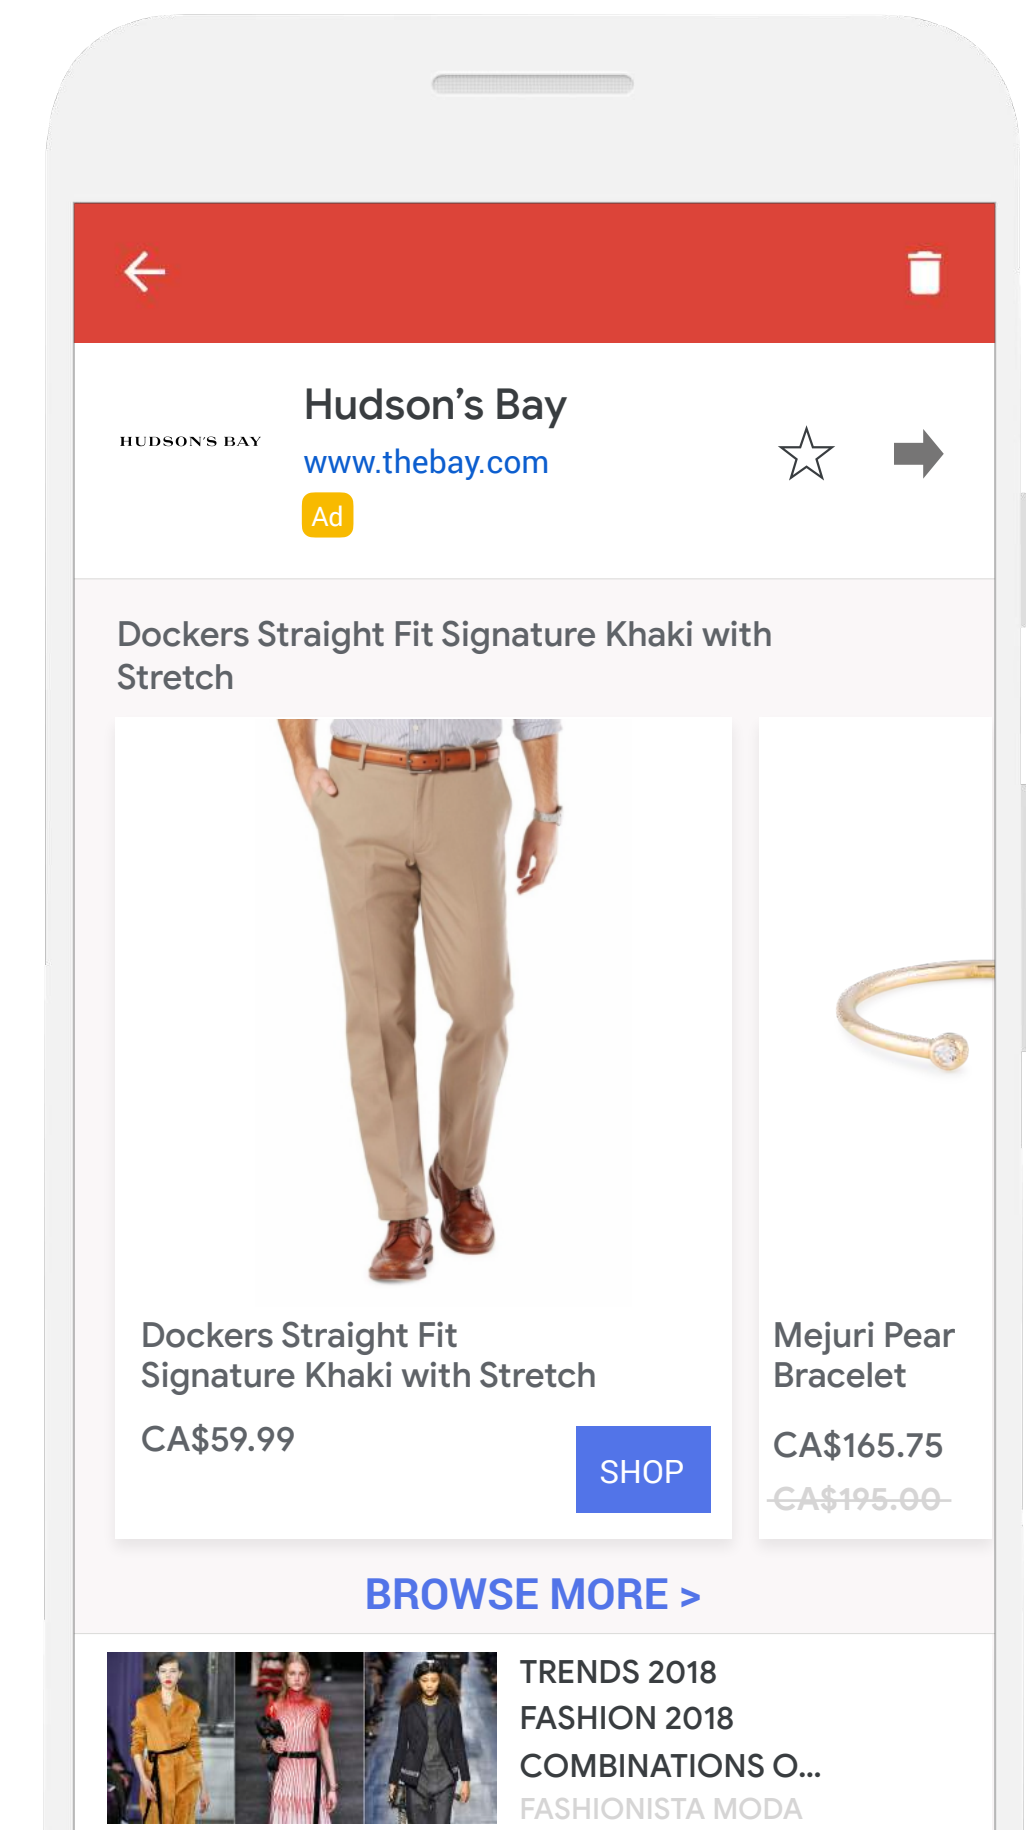 HUDSON'S BAY
Hudson's Bay
www.thebay.com
Ad
Dockers Straight Fit Signature Khaki with
Stretch
Dockers Straight Fit
Signature Khaki with Stretch
CA$59.99
SHOP
Mejuri Pear
Bracelet
CA$165.75
CA$195.00
BROWSE MORE >
TRENDS 2018
FASHION 2018
COMBINATIONS O...
FASHIONISTA MODA